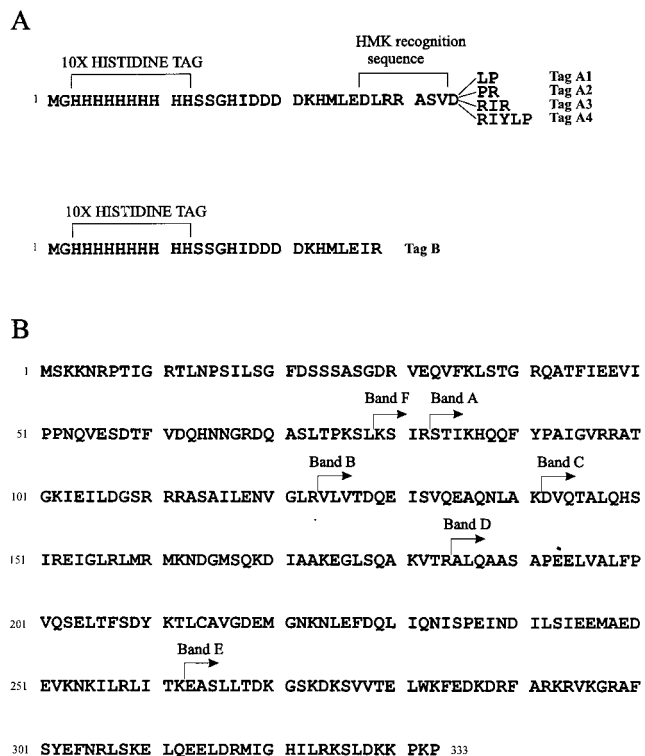 A
10X HISTIDINE TAG
HMK recognition
sequence
1 MGHHHHHHHH HHSSGHIDDD DKHMLEDLRR ASVD
LP Tag A1
PR Tag A2
RIR Tag A3
RIYLP Tag A4
10X HISTIDINE TAG
1 MGHHHHHHHH HHSSGHIDDD DKHMLEIR Tag B
B
1 MSKKNRPTIG RTLNPSILSG FDSSSASGDR VEQVFKLSTG RQATFIEEVI
Band F Band A
51 PPNQVESDTF VDQHNNGRDQ ASLTPKSLKS IRSTIKHQQF YPAIGVRRAT
Band B Band C
101 GKIEILDGSR RRASAILENV GLRVLVTDQE ISVQEAQNLA KDVQTALQHS
Band D
151 IREIGLRLMR MKNDGMSQKD IAAKEGLSQA KVTRALQAAS APEELVALFP
201 VQSELTFSDY KTLCAVGDEM GNKNLEFDQL IQNISPEIND ILSIEEMAED
Band E
251 EVKNKILRLI TKEASLLTDK GSKDKSVVTE LWKFEDKDRF ARKRVKGRAF
301 SYEFNRLSKE LQEELDRMIG HILRKSLDKK PKP 333